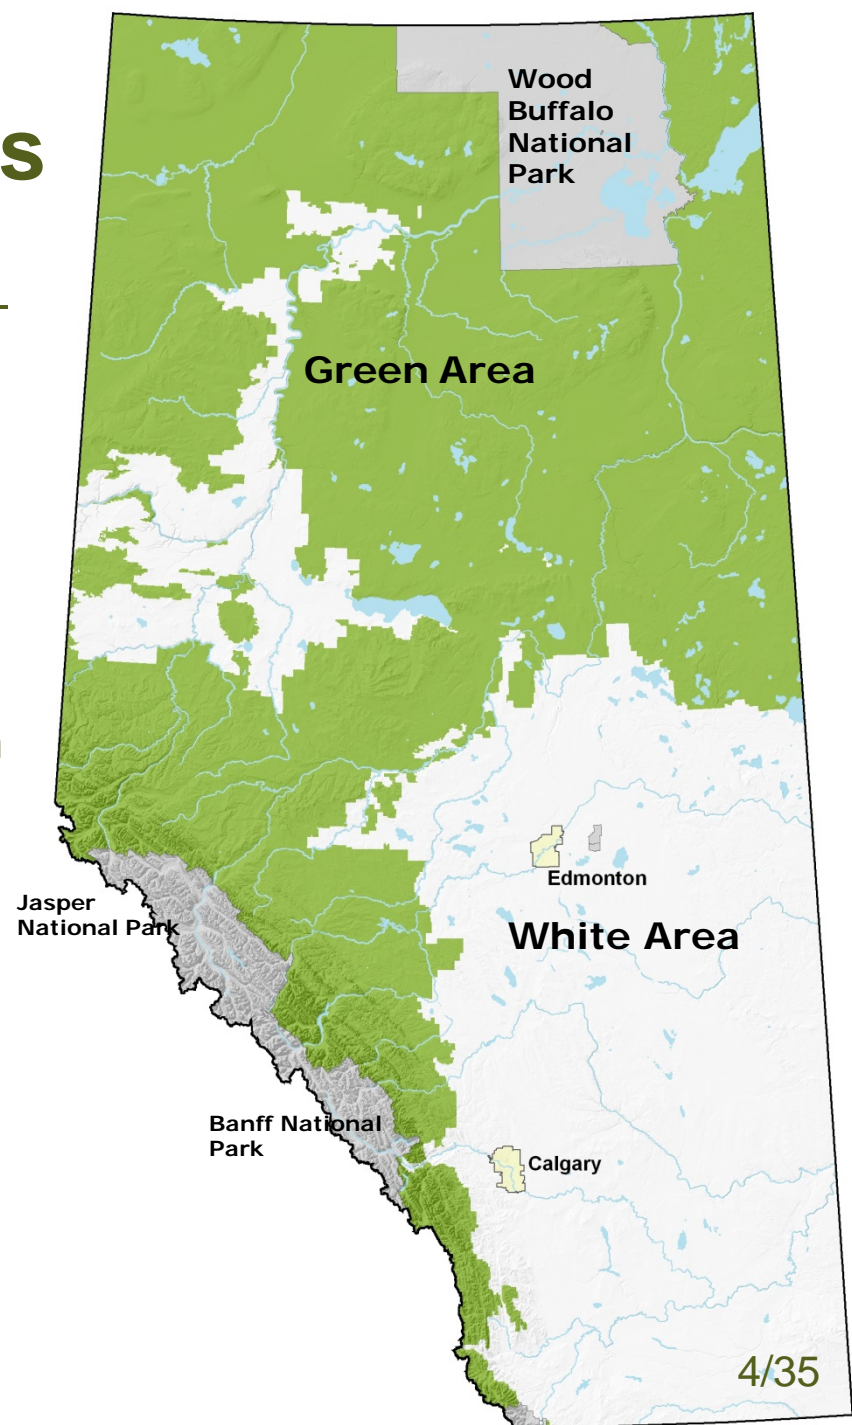 s
Wood
Buffalo
National
Park
Green Area
Edmonton
Jasper
National Park
White Area
Banff National
Park
Calgary
4/35